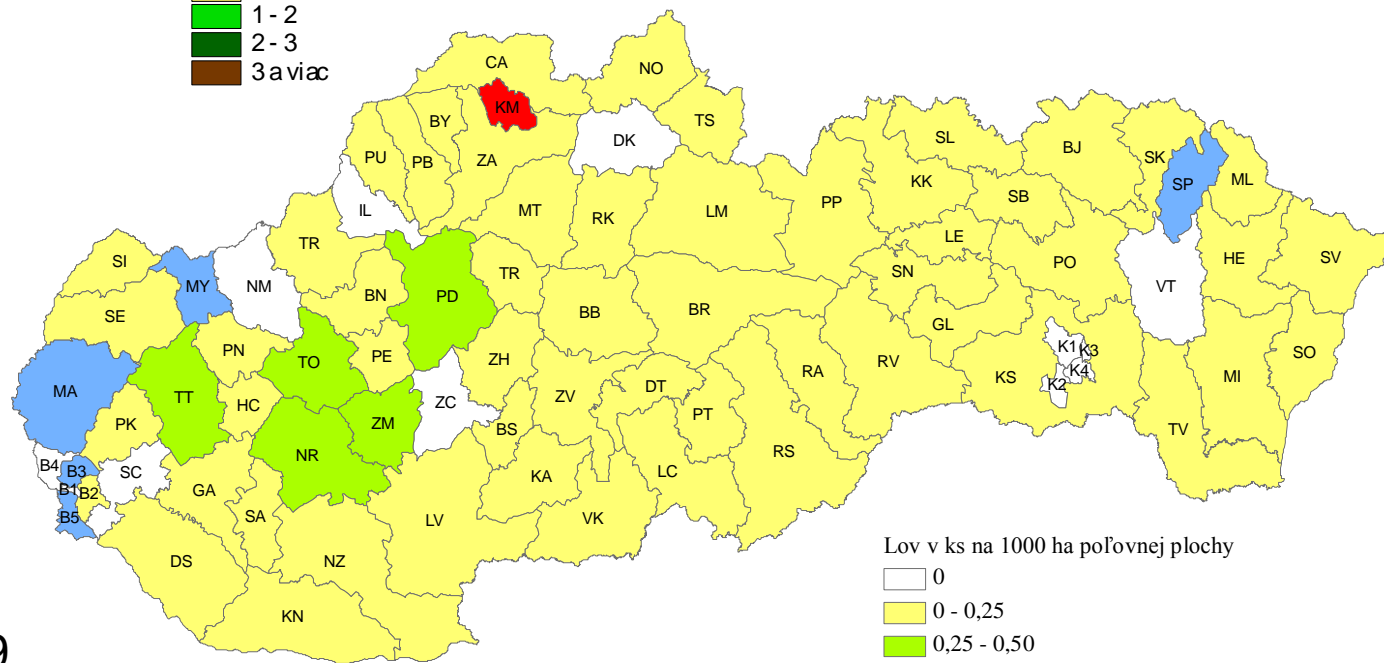 1 - 2
2 - 3
3 a viac
CA
NO
KM
BY
TS
DK
PU
PB
ZA
SL
BJ
SK
SP
ML
KK
SB
PP
IL
MT
RK
LM
TR
LE
PO
HE
SV
SI
MY
NM
TR
SN
BN
PD
VT
SE
BB
BR
GL
PN
TO
PE
ZH
RV
K1
K3
SO
K4
K2
KS
MI
MA
TT
HC
ZM
ZC
ZV
DT
RA
PK
PT
BS
TV
NR
RS
B4
B3
SC
LC
B1
B2
GA
KA
B5
SA
LV
VK
DS
NZ
KN
Lov v ks na 1000 ha poľovnej plochy
0
0 - 0,25
0,25 - 0,50
9